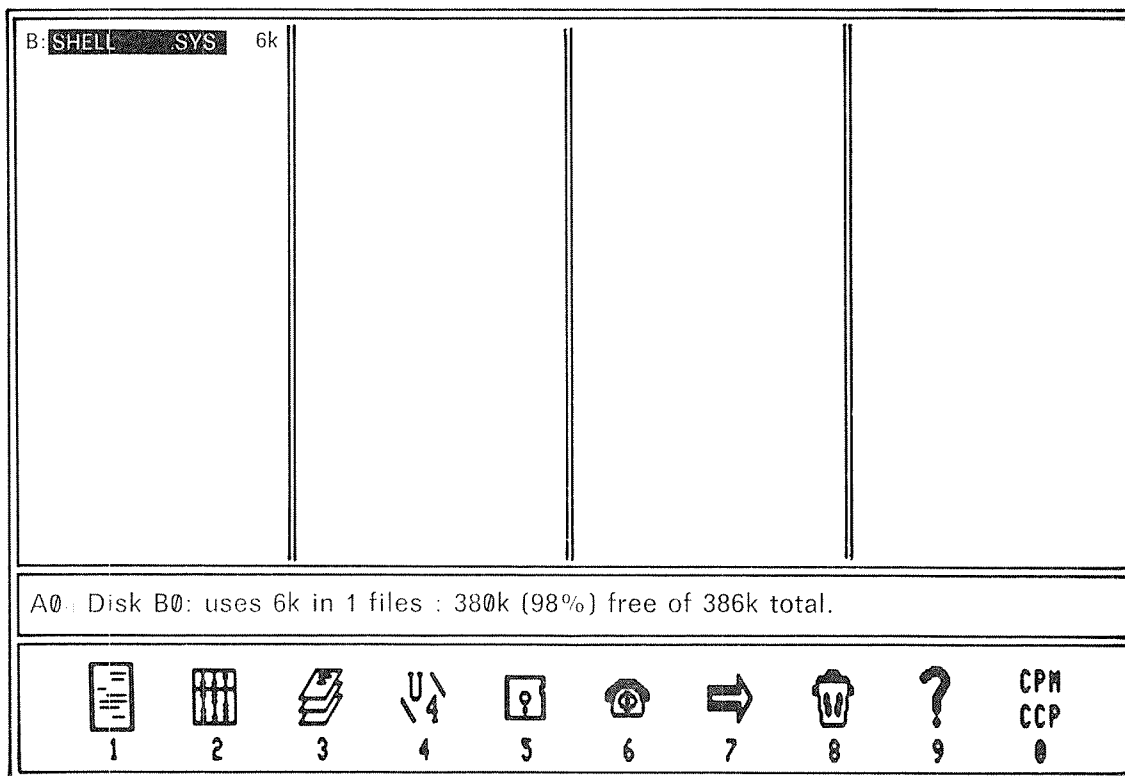 B: SHELL .SYS 6k
A0: Disk B0: uses 6k in 1 files : 380k (98%) free of 386k total.
U 4
CPM
CCP
1 2 3 4 5 6 7 8 9 0